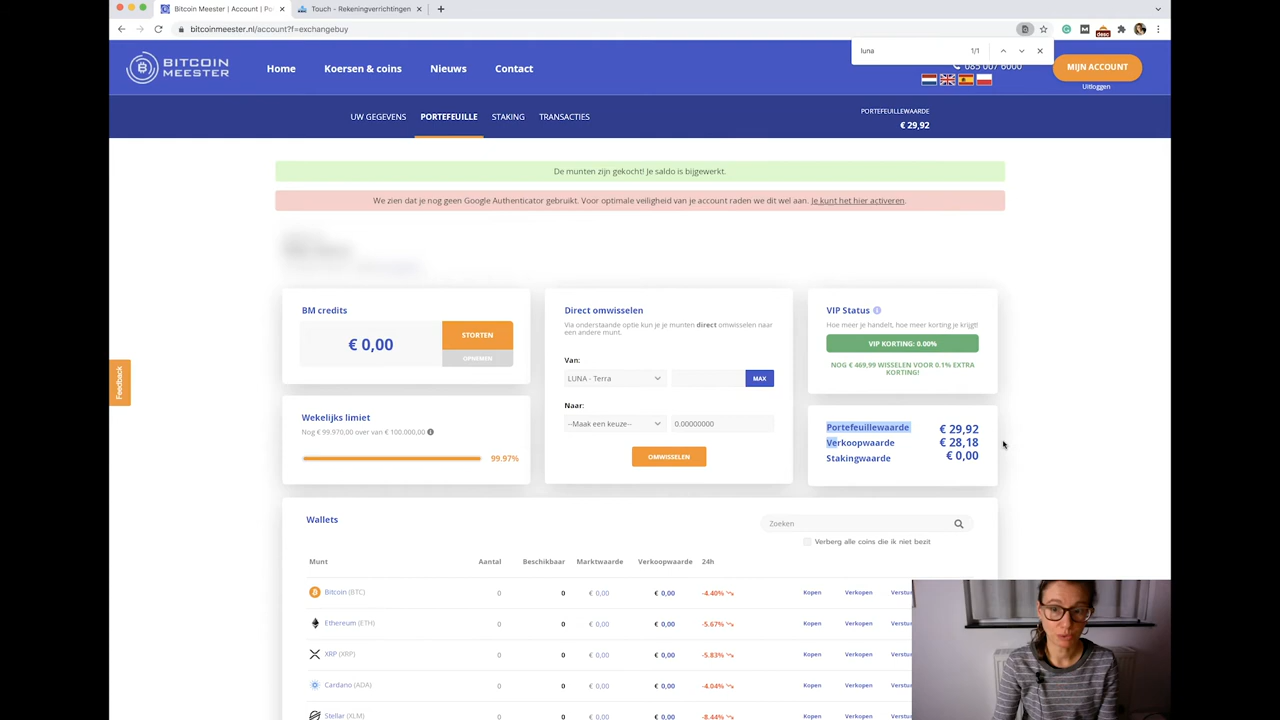 Bitcoin Meester | Account | Po
Touch - Rekeningverrichtingen
bitcoinmeester.nl/account?f=exchangebuy
luna
1/1
BITCOIN
MEESTER
Home
Koersen & coins
Nieuws
Contact
085 007 6000
MIJN ACCOUNT
Uitloggen
UW GEGEVENS
PORTEFEUILLE
STAKING
TRANSACTIES
PORTEFEUILLEWAARDE
€ 29,92
De munten zijn gekocht! Je saldo is bijgewerkt.
We zien dat je nog geen Google Authenticator gebruikt. Voor optimale veiligheid van je account raden we dit wel aan. Je kunt het hier activeren.
BM credits
€ 0,00
STORTEN
OPNEMEN
Wekelijks limiet
Nog € 99.970,00 over van € 100.000,00
99.97%
Direct omwisselen
Via onderstaande optie kun je je munten direct omwisselen naar
een andere munt.
Van:
LUNA - Terra
MAX
Naar:
--Maak een keuze--
0.00000000
OMWISSELEN
VIP Status
Hoe meer je handelt, hoe meer korting je krijgt!
VIP KORTING: 0.00%
NOG € 469,99 WISSELEN VOOR 0.1% EXTRA
KORTING!
Portefeuillewaarde € 29,92
Verkoopwaarde € 28,18
Stakingwaarde € 0,00
Feedback
Wallets
Zoeken
Verberg alle coins die ik niet bezit
Munt Aantal Beschikbaar Marktwaarde Verkoopwaarde 24h
Bitcoin (BTC) 0 0 € 0,00 € 0,00 -4.40% Kopen Verkopen Verstu
Ethereum (ETH) 0 0 € 0,00 € 0,00 -5.67% Kopen Verkopen Verstu
XRP (XRP) 0 0 € 0,00 € 0,00 -5.83% Kopen Verkopen Verstu
Cardano (ADA) 0 0 € 0,00 € 0,00 -4.04% Kopen Verkopen Verstu
Stellar (XLM) 0 0 € 0,00 € 0,00 -8.44% Kopen Verkopen Verstu